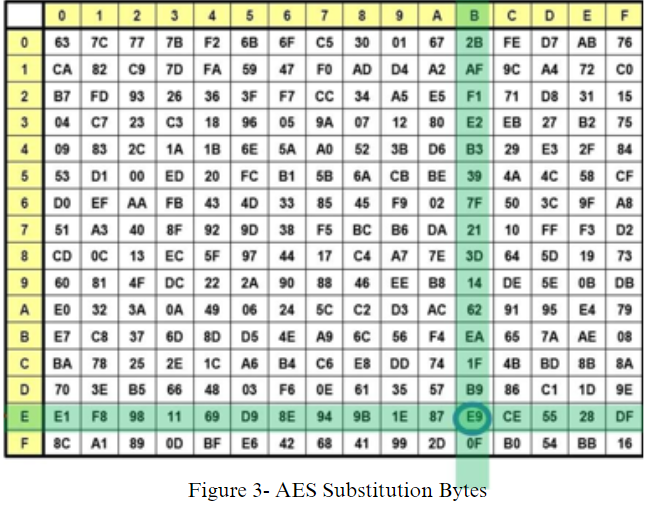 0 1 2 3 4 5 6 7 8 9 A B C D E F
0 63 7C 77 7B F2 6B 6F C5 30 01 67 2B FE D7 AB 76
1 CA 82 C9 7D FA 59 47 F0 AD D4 A2 AF 9C A4 72 C0
2 B7 FD 93 26 36 3F F7 CC 34 A5 E5 F1 71 D8 31 15
3 04 C7 23 C3 18 96 05 9A 07 12 80 E2 EB 27 B2 75
4 09 83 2C 1A 1B 6E 5A A0 52 3B D6 B3 29 E3 2F 84
5 53 D1 00 ED 20 FC B1 5B 6A CB BE 39 4A 4C 58 CF
6 D0 EF AA FB 43 4D 33 85 45 F9 02 7F 50 3C 9F A8
7 51 A3 40 8F 92 9D 38 F5 BC B6 DA 21 10 FF F3 D2
8 CD 0C 13 EC 5F 97 44 17 C4 A7 7E 3D 64 5D 19 73
9 60 81 4F DC 22 2A 90 88 46 EE B8 14 DE 5E 0B DB
A E0 32 3A 0A 49 06 24 5C C2 D3 AC 62 91 95 E4 79
B E7 C8 37 6D 8D D5 4E A9 6C 56 F4 EA 65 7A AE 08
C BA 78 25 2E 1C A6 B4 C6 E8 DD 74 1F 4B BD 8B 8A
D 70 3E B5 66 48 03 F6 0E 61 35 57 B9 86 C1 1D 9E
E E1 F8 98 11 69 D9 8E 94 9B 1E 87 E9 CE 55 28 DF
F 8C A1 89 0D BF E6 42 68 41 99 2D 0F B0 54 BB 16
Figure 3- AES Substitution Bytes